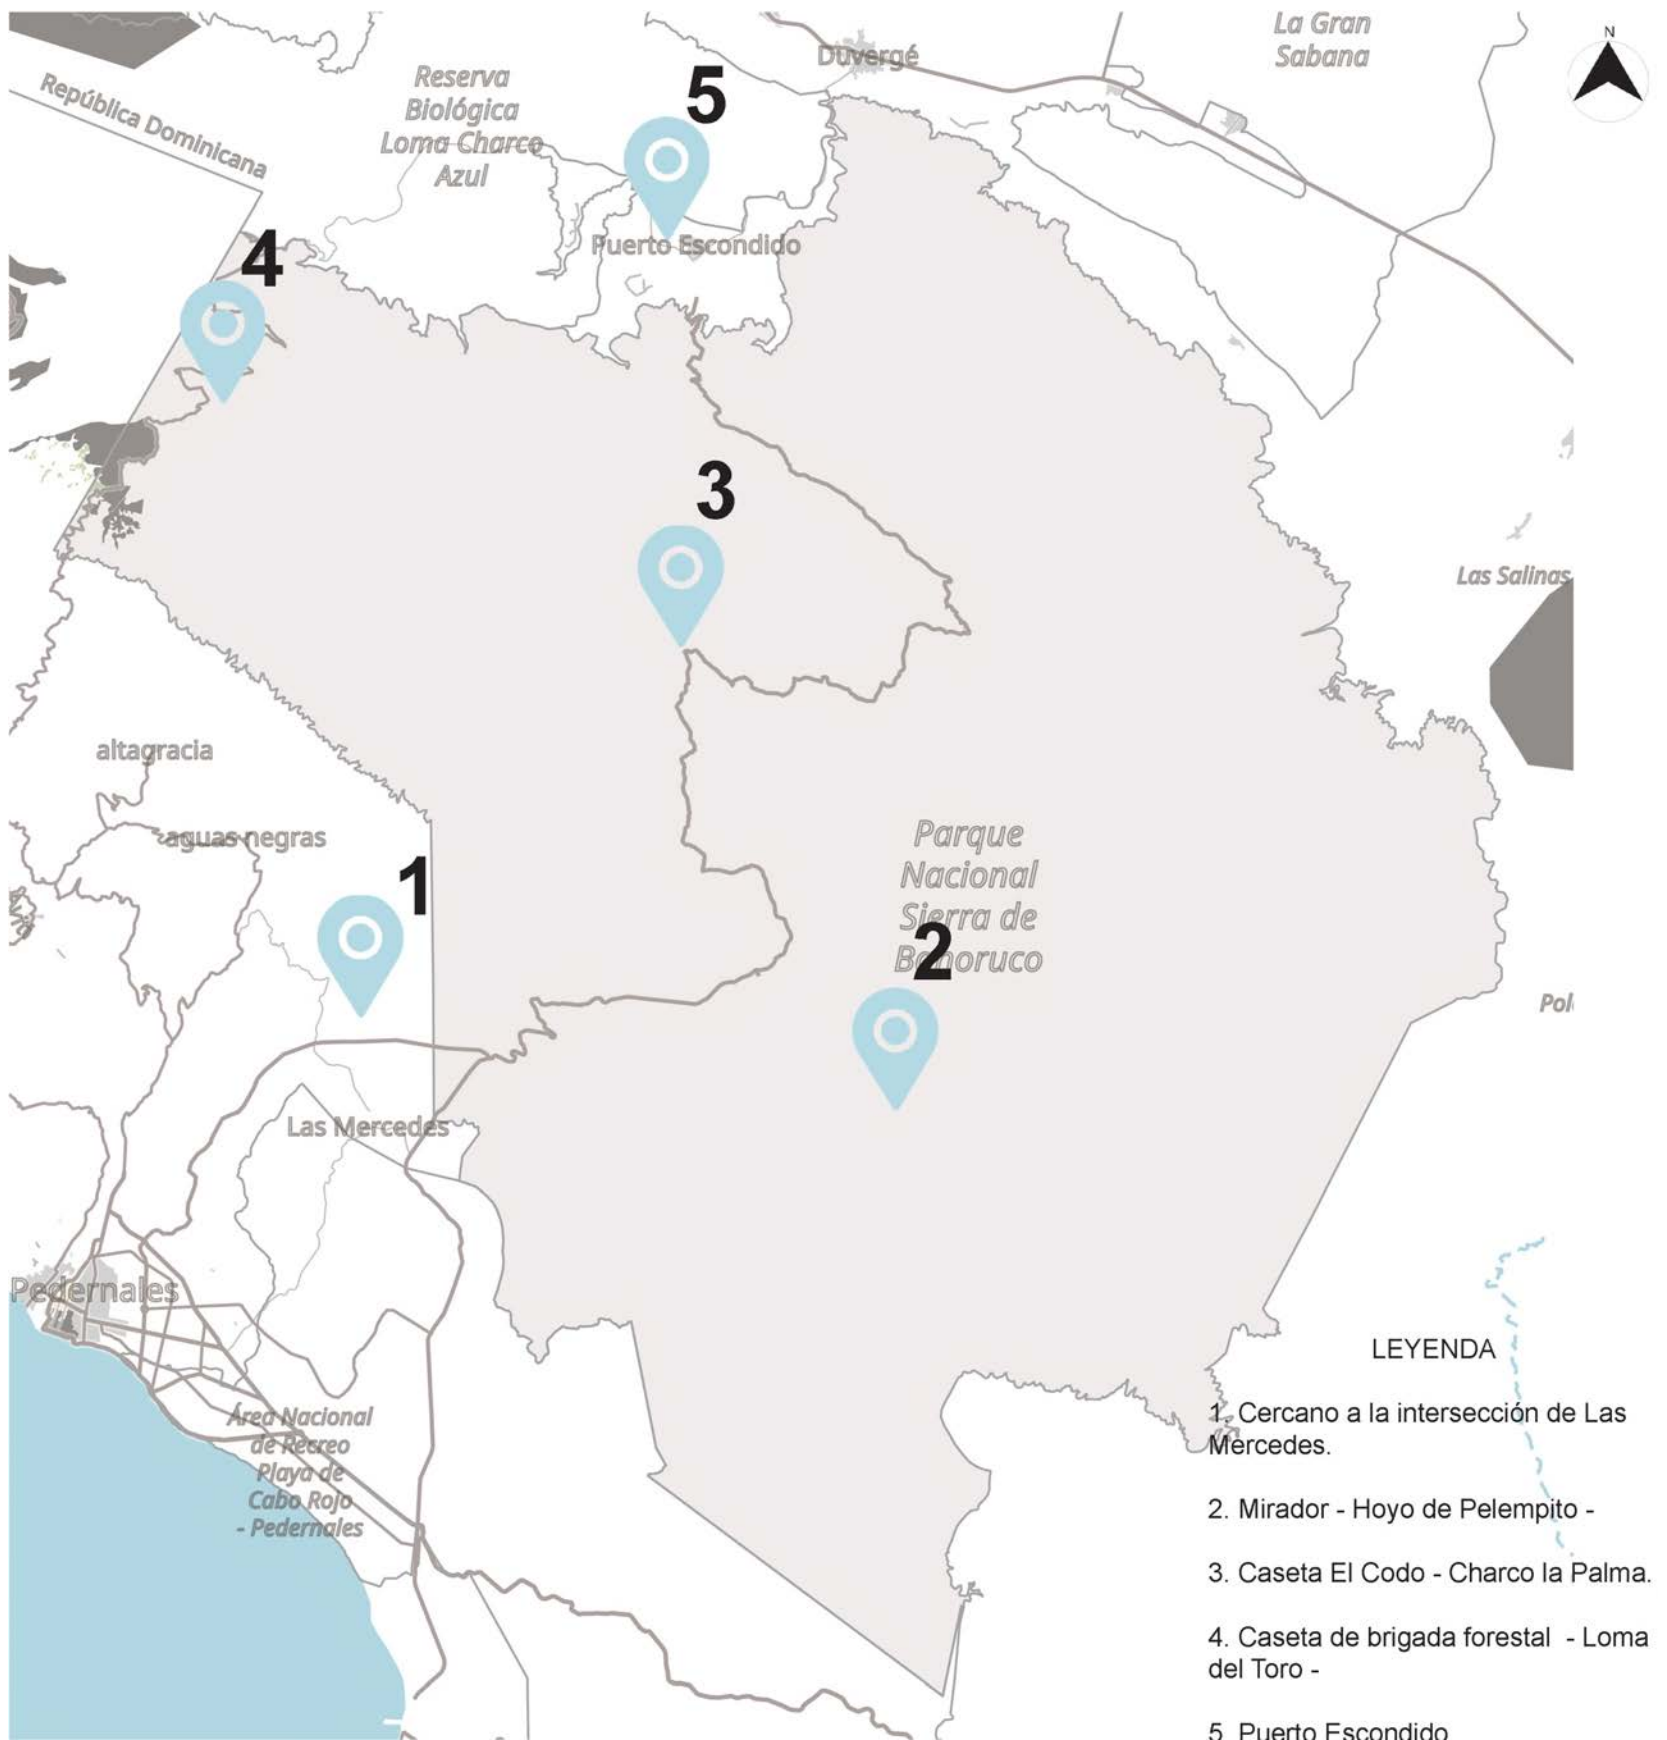 La Gran
Sabana
N
Duvergé
República Dominicana
Reserva
Biológica
Loma Charco
Azul
5
Puerto Escondido
4
3
Las Salinas
altagracia
aguas negras
1
Parque
Nacional
Sierra de
Bahoruco
2
Las Mercedes
Pedernales
Área Nacional
de Recreo
Playa de
Cabo Rojo
- Pedernales
LEYENDA
1. Cercano a la intersección de Las
Mercedes.
2. Mirador - Hoyo de Pelempito -
3. Caseta El Codo - Charco la Palma.
4. Caseta de brigada forestal - Loma
del Toro -
5. Puerto Escondido